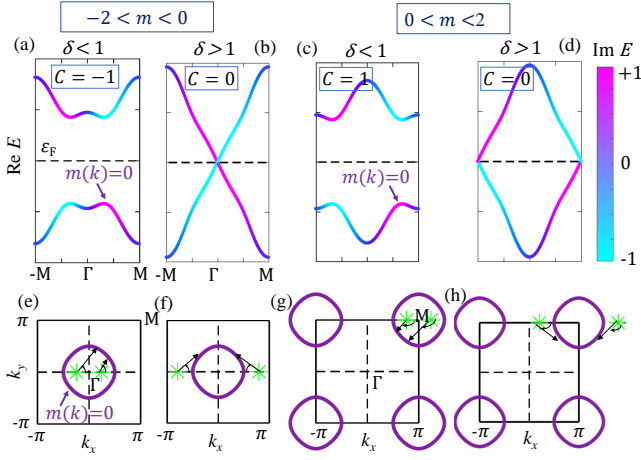 −2 < m < 0
0 < m < 2
(a) δ < 1
δ > 1 (b)
(c) δ < 1
δ > 1 (d)
Im E
C = −1
C = 0
C = 1
C = 0
+1
0
-1
Re E
ε_F
m(k)=0
m(k)=0
-M Γ M
-M Γ M
(e)
(f)
M
(g)
M
(h)
π
k_y
-π
Γ
m(k)=0
Γ
-π π
-π π
-π π
-π π
k_x
k_x
k_x
k_x